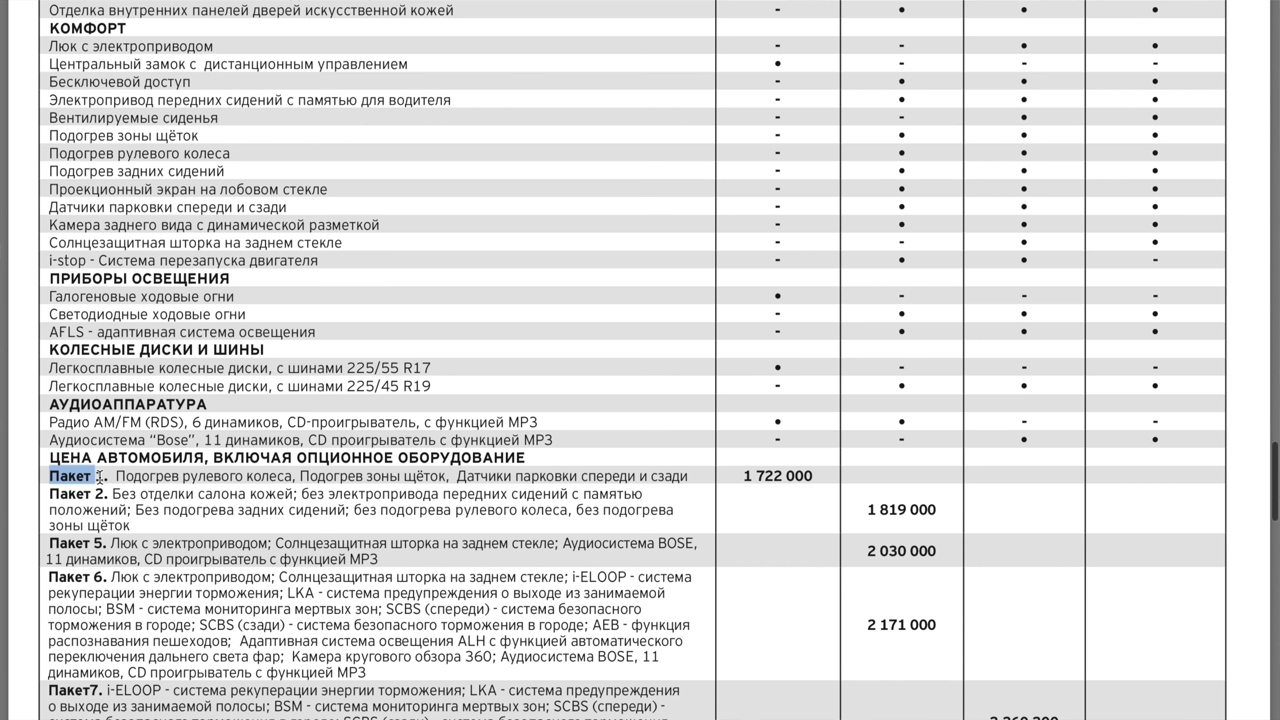 Отделка внутренних панелей дверей искусственной кожей - • • •
КОМФОРТ
Люк с электроприводом - - • •
Центральный замок с дистанционным управлением • - - -
Бесключевой доступ - • • •
Электропривод передних сидений с памятью для водителя - • • •
Вентилируемые сиденья - - • •
Подогрев зоны щёток - • • •
Подогрев рулевого колеса - • • •
Подогрев задних сидений - • • •
Проекционный экран на лобовом стекле - • • •
Датчики парковки спереди и сзади - • • •
Камера заднего вида с динамической разметкой - • • •
Солнцезащитная шторка на заднем стекле - - • •
i-stop - Система перезапуска двигателя - • • -
ПРИБОРЫ ОСВЕЩЕНИЯ
Галогеновые ходовые огни • - - -
Светодиодные ходовые огни - • • •
AFLS - адаптивная система освещения - • • •
КОЛЕСНЫЕ ДИСКИ И ШИНЫ
Легкосплавные колесные диски, с шинами 225/55 R17 • - - -
Легкосплавные колесные диски, с шинами 225/45 R19 - • • •
АУДИОАППАРАТУРА
Радио AM/FM (RDS), 6 динамиков, CD-проигрыватель, с функцией MP3 • • - -
Аудиосистема “Bose”, 11 динамиков, CD проигрыватель с функцией MP3 - - • •
ЦЕНА АВТОМОБИЛЯ, ВКЛЮЧАЯ ОПЦИОННОЕ ОБОРУДОВАНИЕ
Пакет 1. Подогрев рулевого колеса, Подогрев зоны щёток, Датчики парковки спереди и сзади 1 722 000
Пакет 2. Без отделки салона кожей; без электропривода передних сидений с памятью
положений; Без подогрева задних сидений; без подогрева рулевого колеса, без подогрева
зоны щёток
1 819 000
Пакет 5. Люк с электроприводом; Солнцезащитная шторка на заднем стекле; Аудиосистема BOSE,
11 динамиков, CD проигрыватель с функцией MP3
2 030 000
Пакет 6. Люк с электроприводом; Солнцезащитная шторка на заднем стекле; i-ELOOP - система
рекуперации энергии торможения; LKA - система предупреждения о выходе из занимаемой
полосы; BSM - система мониторинга мертвых зон; SCBS (спереди) - система безопасного
торможения в городе; SCBS (сзади) - система безопасного торможения в городе; AEB - функция
распознавания пешеходов; Адаптивная система освещения ALH с функцией автоматического
переключения дальнего света фар; Камера кругового обзора 360; Аудиосистема BOSE, 11
динамиков, CD проигрыватель с функцией MP3
2 171 000
Пакет7. i-ELOOP - система рекуперации энергии торможения; LKA - система предупреждения
о выходе из занимаемой полосы; BSM - система мониторинга мертвых зон; SCBS (спереди) -